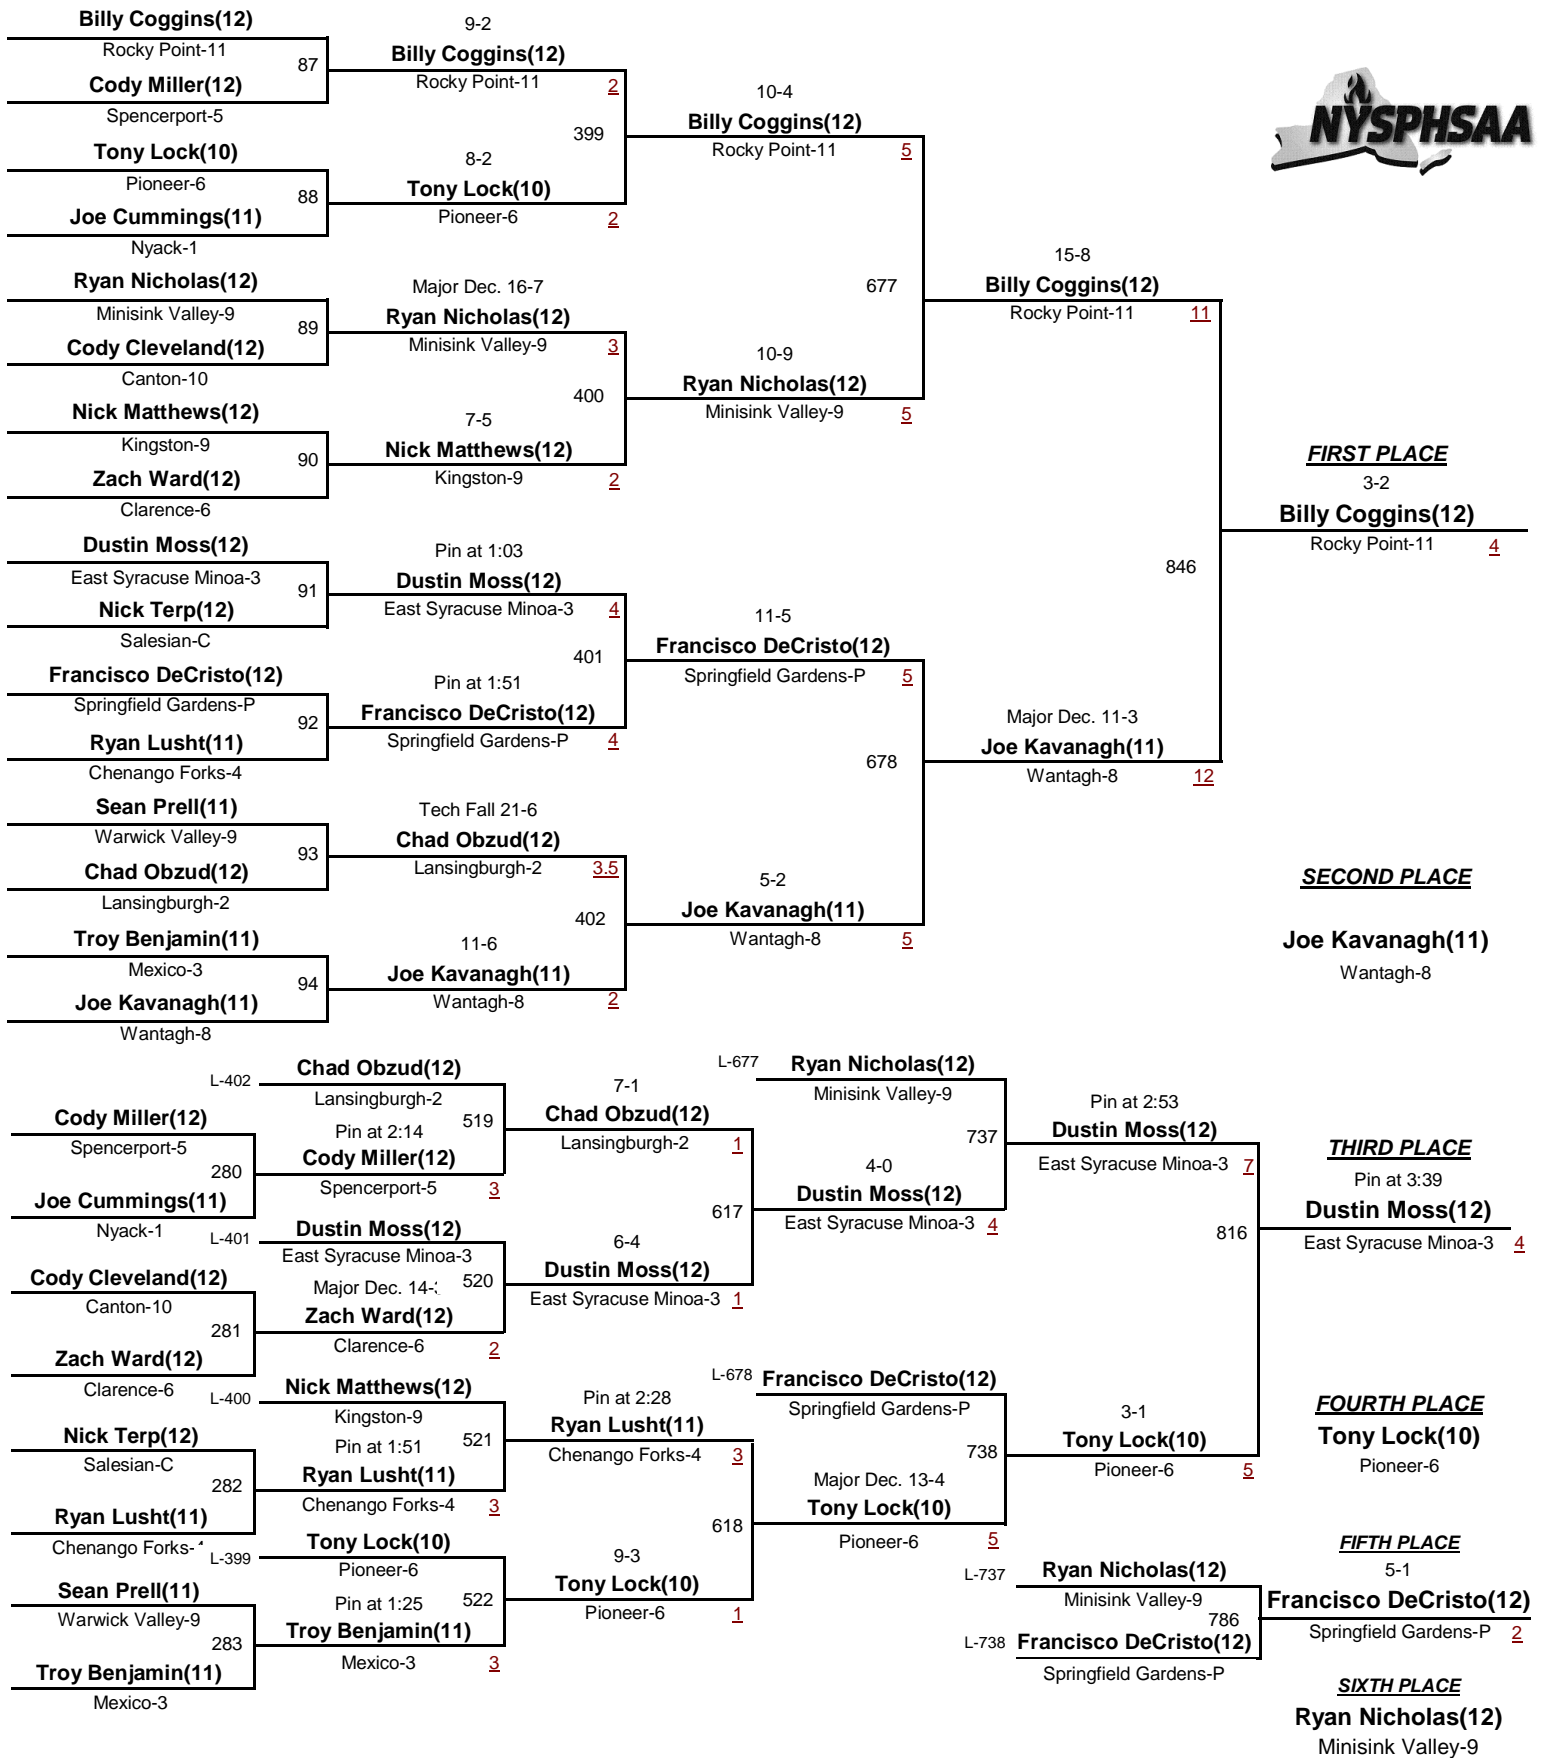 Billy Coggins(12)
Rocky Point-11
87
Cody Miller(12)
Spencerport-5
Tony Lock(10)
Pioneer-6
88
Joe Cummings(11)
Nyack-1
Ryan Nicholas(12)
Minisink Valley-9
89
Cody Cleveland(12)
Canton-10
Nick Matthews(12)
Kingston-9
90
Zach Ward(12)
Clarence-6
Dustin Moss(12)
East Syracuse Minoa-3
91
Nick Terp(12)
Salesian-C
Francisco DeCristo(12)
Springfield Gardens-P
92
Ryan Lusht(11)
Chenango Forks-4
Sean Prell(11)
Warwick Valley-9
93
Chad Obzud(12)
Lansingburgh-2
Troy Benjamin(11)
Mexico-3
94
Joe Kavanagh(11)
Wantagh-8
9-2
Billy Coggins(12)
Rocky Point-11
2
399
8-2
Tony Lock(10)
Pioneer-6
2
Major Dec. 16-7
Ryan Nicholas(12)
Minisink Valley-9
3
400
7-5
Nick Matthews(12)
Kingston-9
2
Pin at 1:03
Dustin Moss(12)
East Syracuse Minoa-3
4
401
Pin at 1:51
Francisco DeCristo(12)
Springfield Gardens-P
4
Tech Fall 21-6
Chad Obzud(12)
Lansingburgh-2
3.5
402
11-6
Joe Kavanagh(11)
Wantagh-8
2
10-4
Billy Coggins(12)
Rocky Point-11
5
677
10-9
Ryan Nicholas(12)
Minisink Valley-9
5
11-5
Francisco DeCristo(12)
Springfield Gardens-P
5
678
5-2
Joe Kavanagh(11)
Wantagh-8
5
15-8
Billy Coggins(12)
Rocky Point-11
11
846
Major Dec. 11-3
Joe Kavanagh(11)
Wantagh-8
12
NYSPHSAA
FIRST PLACE
3-2
Billy Coggins(12)
Rocky Point-11
4
SECOND PLACE
Joe Kavanagh(11)
Wantagh-8
Cody Miller(12)
Spencerport-5
280
Joe Cummings(11)
Nyack-1
Cody Cleveland(12)
Canton-10
281
Zach Ward(12)
Clarence-6
Nick Terp(12)
Salesian-C
282
Ryan Lusht(11)
Chenango Forks-
Sean Prell(11)
Warwick Valley-9
283
Troy Benjamin(11)
Mexico-3
L-402
Chad Obzud(12)
Lansingburgh-2
519
Pin at 2:14
Cody Miller(12)
Spencerport-5
3
L-401
Dustin Moss(12)
East Syracuse Minoa-3
520
Major Dec. 14-
Zach Ward(12)
Clarence-6
2
L-400
Nick Matthews(12)
Kingston-9
521
Pin at 1:51
Ryan Lusht(11)
Chenango Forks-4
3
L-399
Tony Lock(10)
Pioneer-6
522
Pin at 1:25
Troy Benjamin(11)
Mexico-3
3
7-1
Chad Obzud(12)
Lansingburgh-2
1
617
6-4
Dustin Moss(12)
East Syracuse Minoa-3
1
Pin at 2:28
Ryan Lusht(11)
Chenango Forks-4
3
618
9-3
Tony Lock(10)
Pioneer-6
1
L-677
Ryan Nicholas(12)
Minisink Valley-9
737
4-0
Dustin Moss(12)
East Syracuse Minoa-3
4
L-678
Francisco DeCristo(12)
Springfield Gardens-P
738
Major Dec. 13-4
Tony Lock(10)
Pioneer-6
5
Pin at 2:53
Dustin Moss(12)
East Syracuse Minoa-3
7
816
3-1
Tony Lock(10)
Pioneer-6
5
THIRD PLACE
Pin at 3:39
Dustin Moss(12)
East Syracuse Minoa-3
4
FOURTH PLACE
Tony Lock(10)
Pioneer-6
L-737
Ryan Nicholas(12)
Minisink Valley-9
786
L-738
Francisco DeCristo(12)
Springfield Gardens-P
FIFTH PLACE
5-1
Francisco DeCristo(12)
Springfield Gardens-P
2
SIXTH PLACE
Ryan Nicholas(12)
Minisink Valley-9